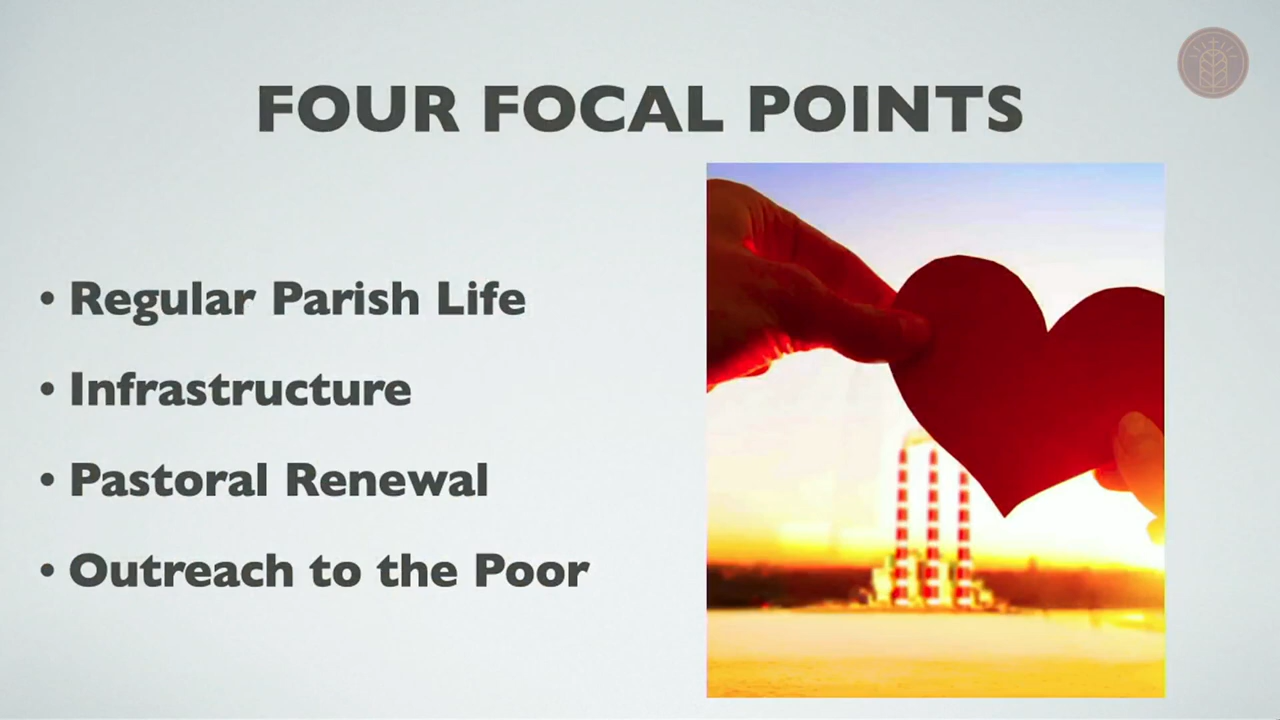 FOUR FOCAL POINTS
• Regular Parish Life
• Infrastructure
• Pastoral Renewal
• Outreach to the Poor